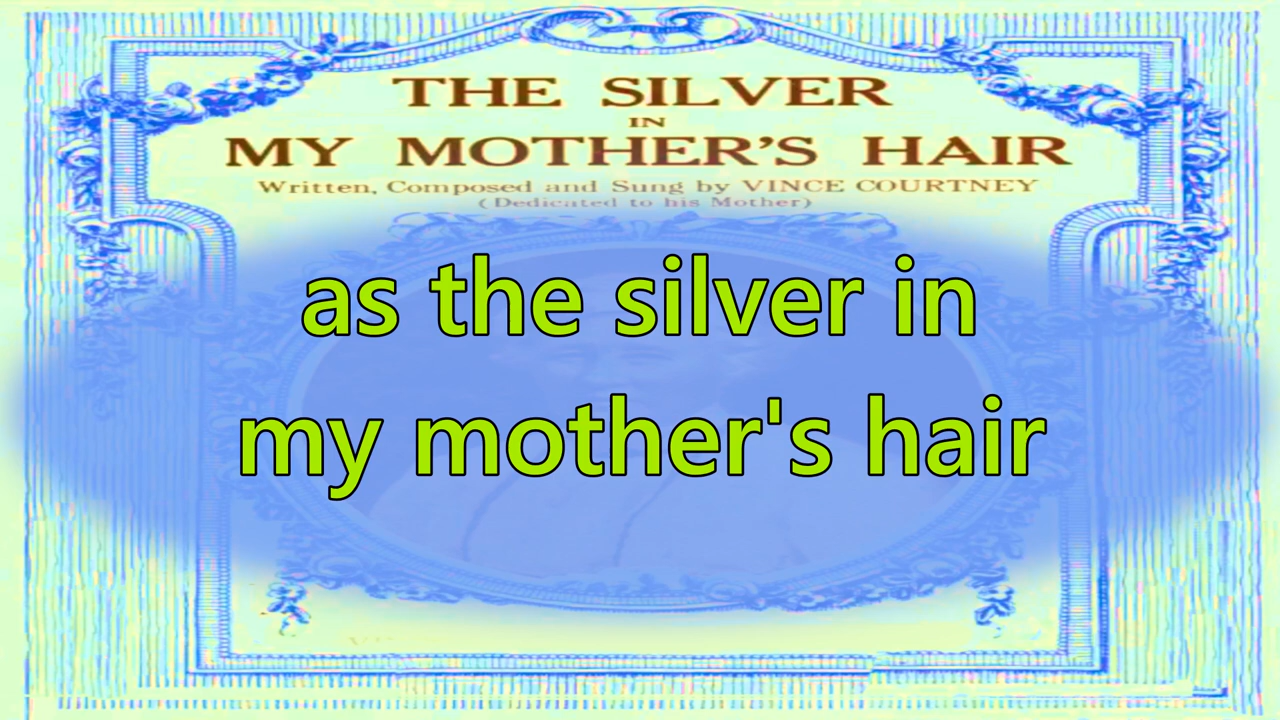 THE SILVER
IN
MY MOTHER'S HAIR
Written, Composed and Sung by VINCE COURTNEY
(Dedicated to his Mother)
as the silver in
my mother's hair